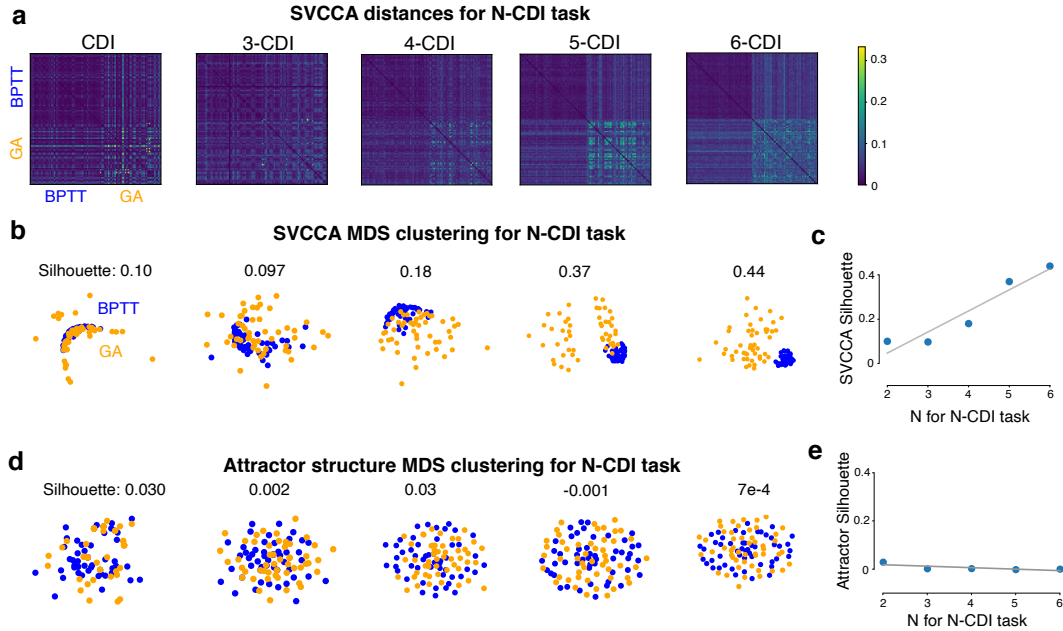 a
SVCCA distances for N-CDI task
CDI
3-CDI
4-CDI
5-CDI
6-CDI
BPTT
GA
BPTT
GA
0.3
0.2
0.1
0
b
SVCCA MDS clustering for N-CDI task
Silhouette: 0.10
0.097
0.18
0.37
0.44
BPTT
GA
c
SVCCA Silhouette
0.4
0.2
0
2
3
4
5
6
N for N-CDI task
d
Attractor structure MDS clustering for N-CDI task
Silhouette: 0.030
0.002
0.03
-0.001
7e-4
e
Attractor Silhouette
0.4
0.2
0
2
3
4
5
6
N for N-CDI task